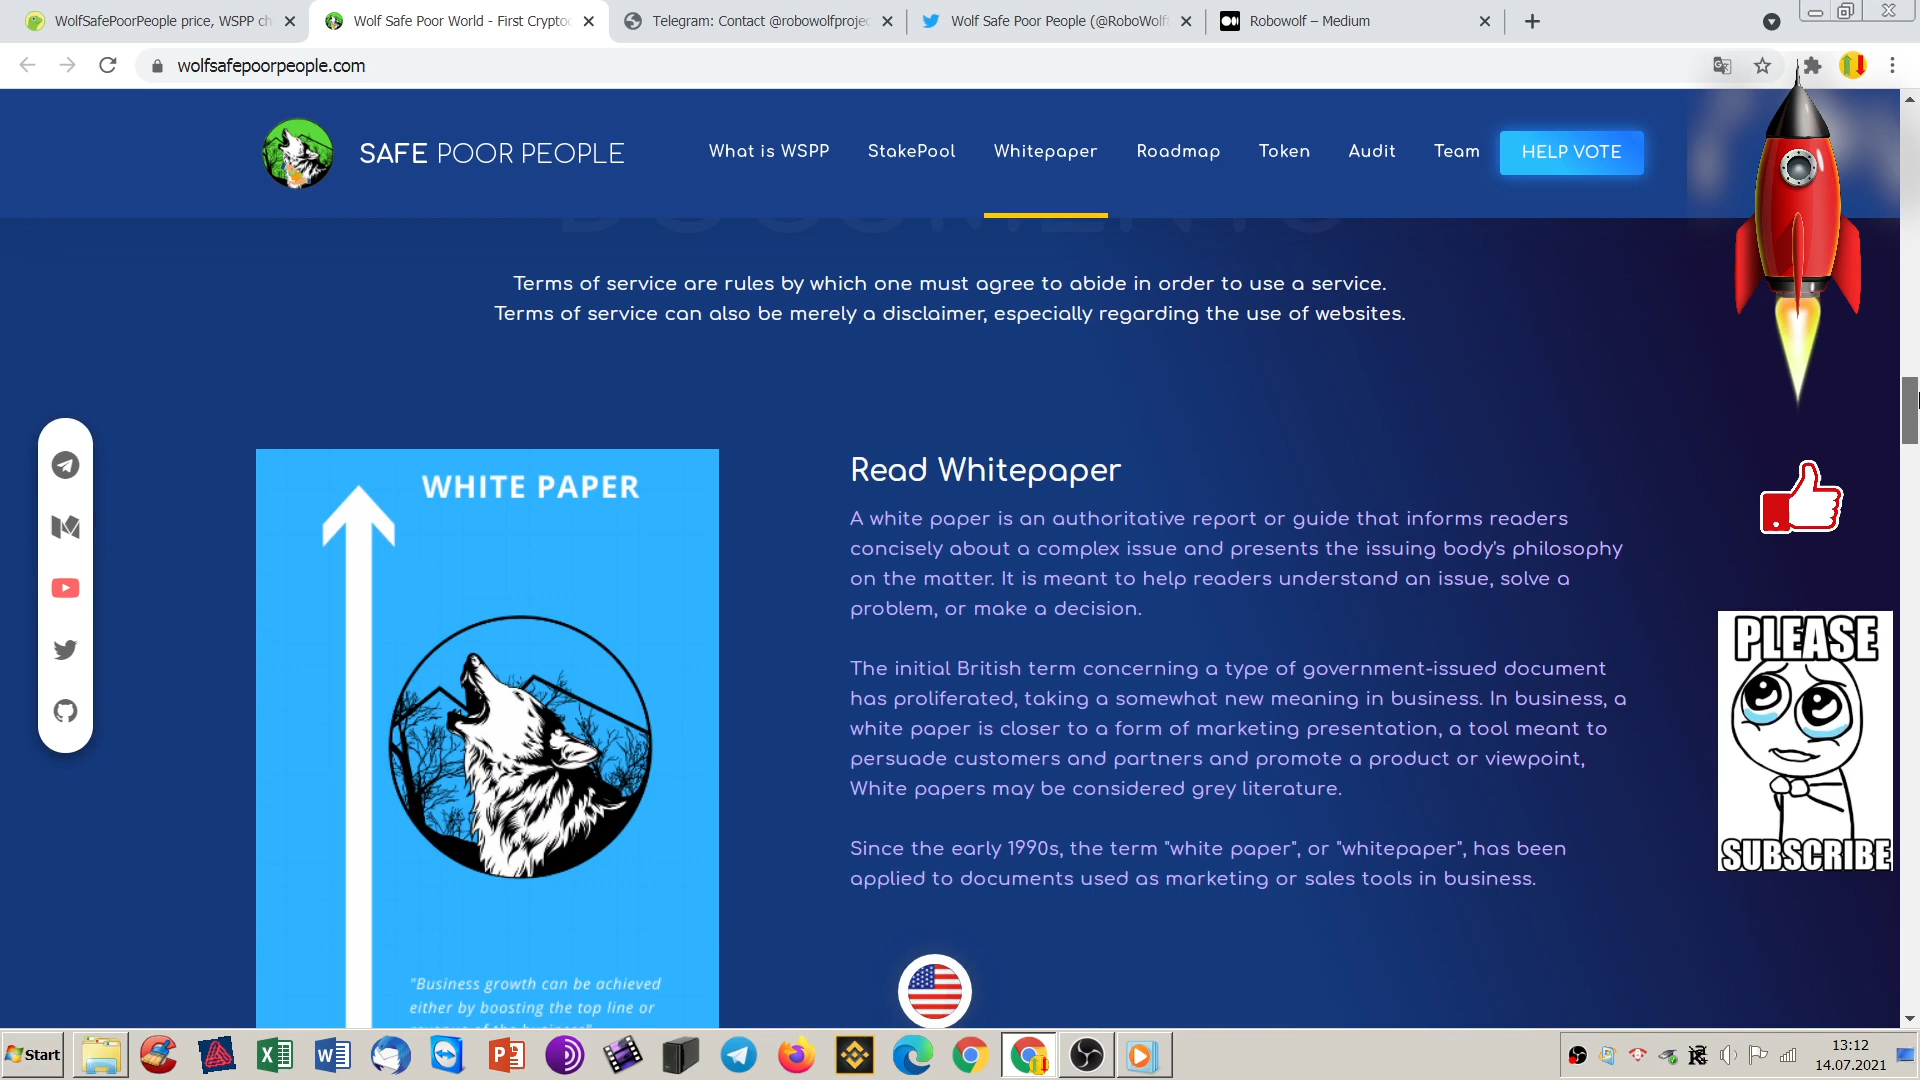 WolfSafePoorPeople price, WSPP ch
Wolf Safe Poor World - First Cryptoc
Telegram: Contact @robowolfprojec
Wolf Safe Poor People (@RoboWolf
Robowolf – Medium
wolfsafepoorpeople.com
SAFE POOR PEOPLE
What is WSPP
StakePool
Whitepaper
Roadmap
Token
Audit
Team
HELP VOTE
DOCUMENTS
Terms of service are rules by which one must agree to abide in order to use a service.
Terms of service can also be merely a disclaimer, especially regarding the use of websites.
WHITE PAPER
"Business growth can be achieved
either by boosting the top line or
revenue of the business"
Read Whitepaper
A white paper is an authoritative report or guide that informs readers
concisely about a complex issue and presents the issuing body's philosophy
on the matter. It is meant to help readers understand an issue, solve a
problem, or make a decision.
The initial British term concerning a type of government-issued document
has proliferated, taking a somewhat new meaning in business. In business, a
white paper is closer to a form of marketing presentation, a tool meant to
persuade customers and partners and promote a product or viewpoint,
White papers may be considered grey literature.
Since the early 1990s, the term "white paper", or "whitepaper", has been
applied to documents used as marketing or sales tools in business.
PLEASE
SUBSCRIBE
Start
13:12
14.07.2021